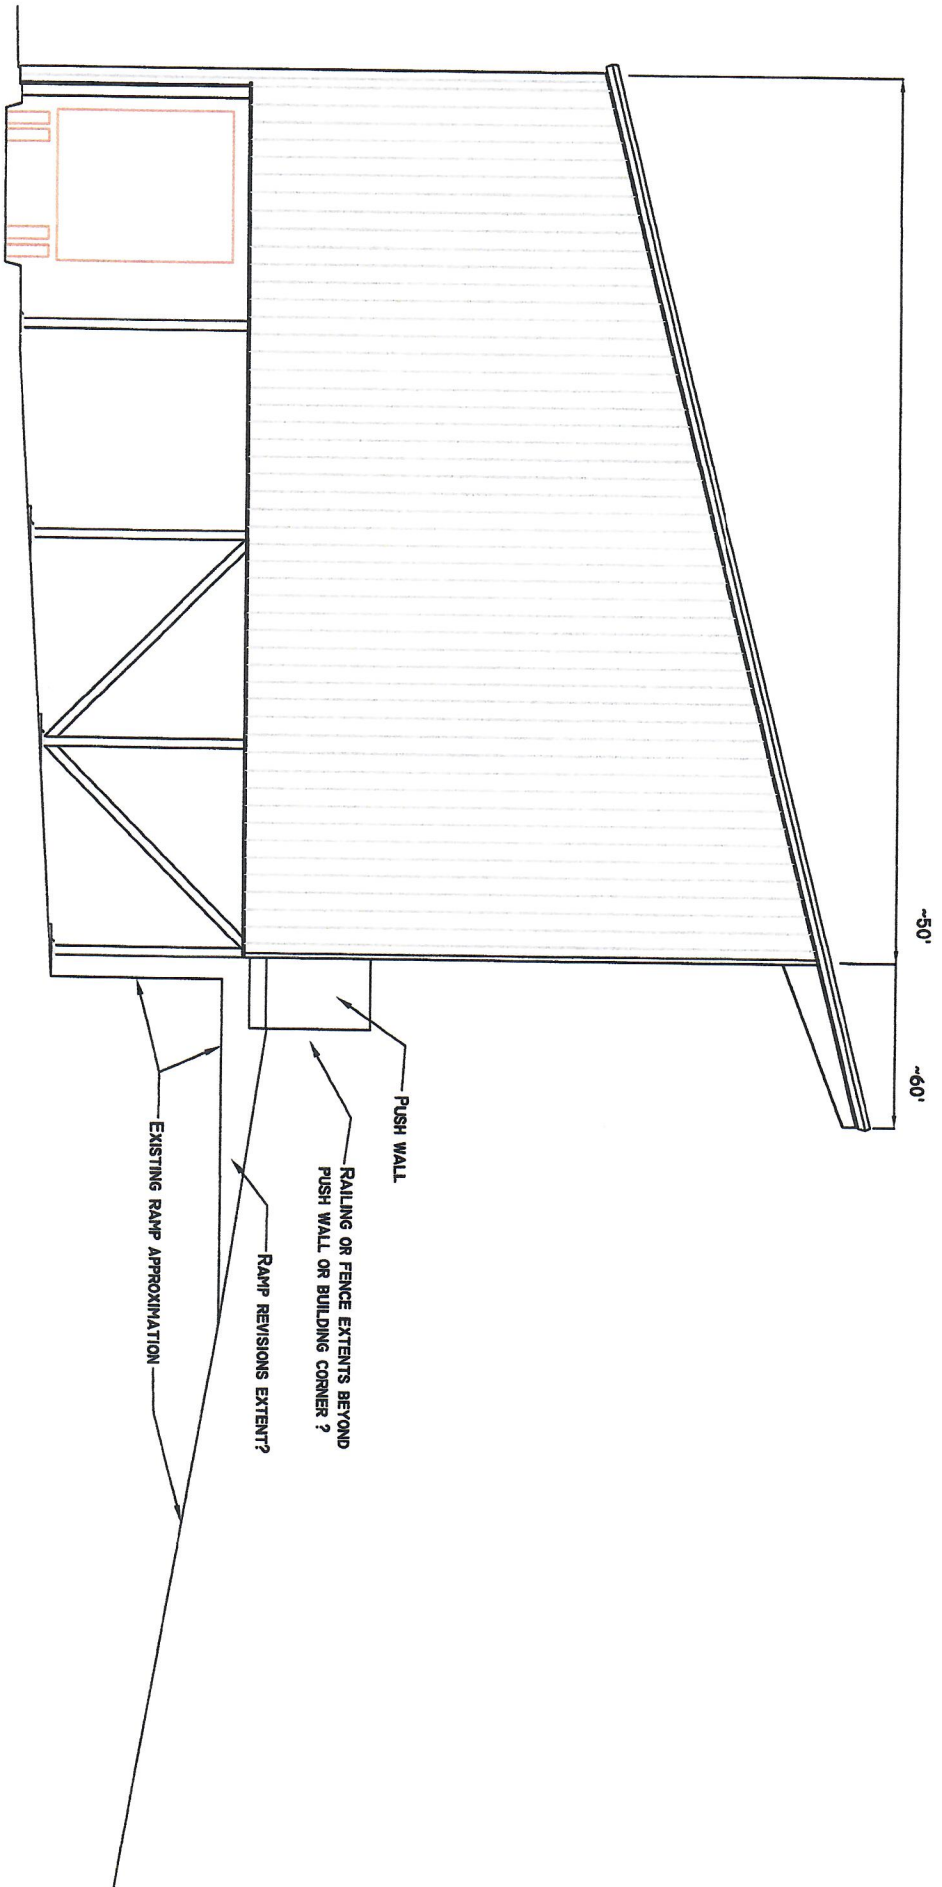 ~50'
~60'
PUSH WALL
RAILING OR FENCE EXTENTS BEYOND
PUSH WALL OR BUILDING CORNER ?
RAMP REVISIONS EXTENT?
EXISTING RAMP APPROXIMATION